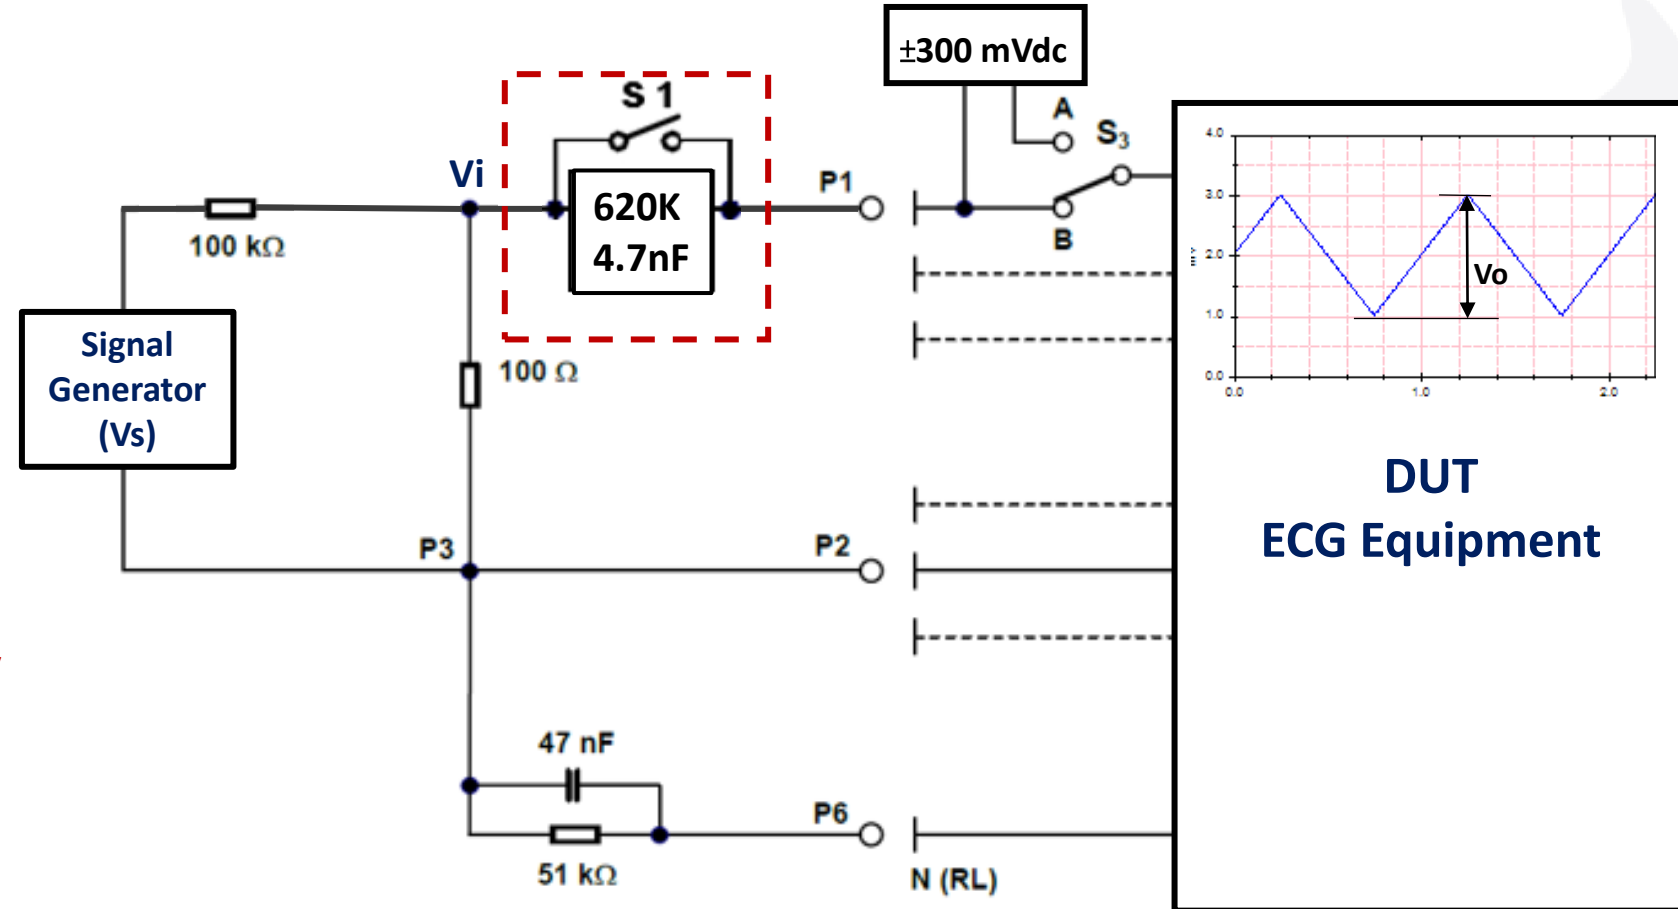 ±300 mVdc
S 1
A
S3
Vi
P1
620K
4.7nF
B
100 kΩ
4.0
3.0
2.0
1.0
0.0
Vo
0.0
1.0
2.0
Signal
Generator
(Vs)
100 Ω
DUT
ECG Equipment
P3
P2
47 nF
P6
51 kΩ
N (RL)